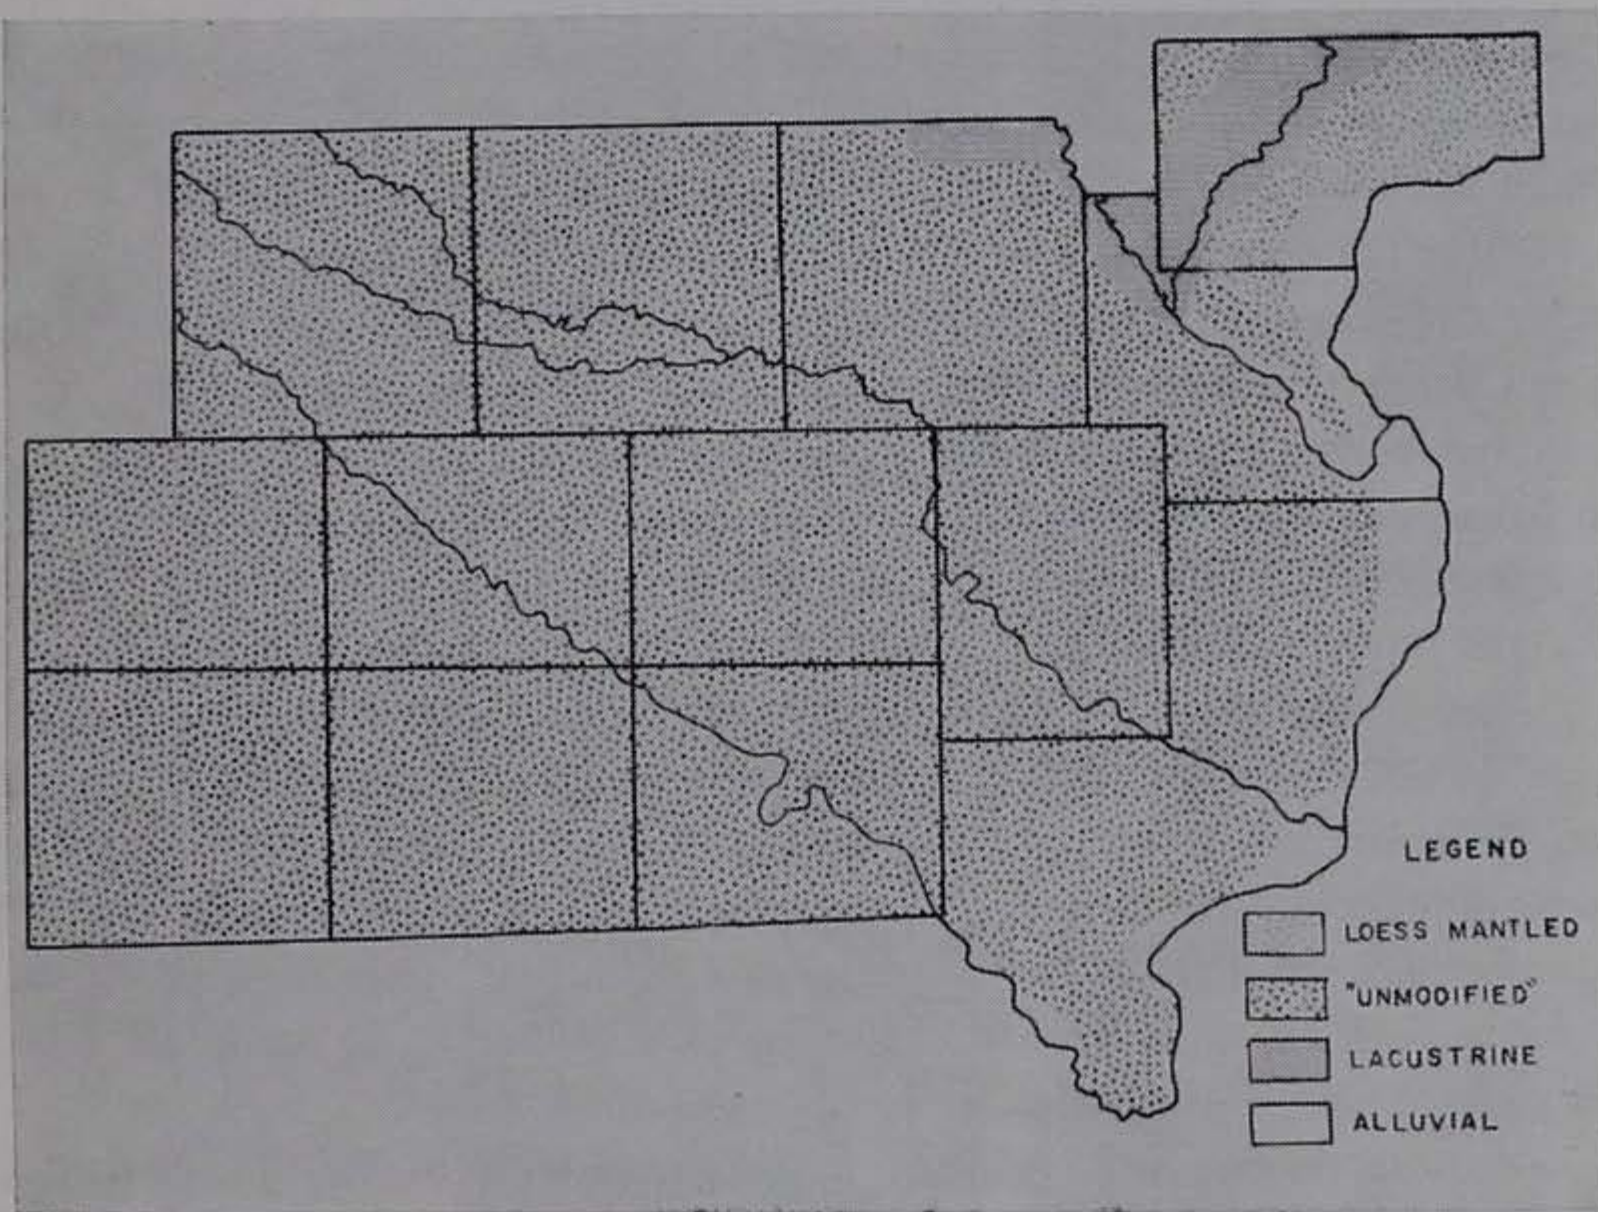 LEGEND
LOESS MANTLED
"UNMODIFIED"
LACUSTRINE
ALLUVIAL